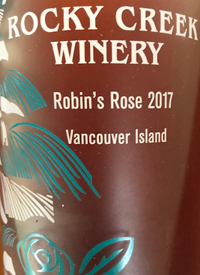 ROCKY CREEK
WINERY
Robin's Rose 2017
Vancouver Island